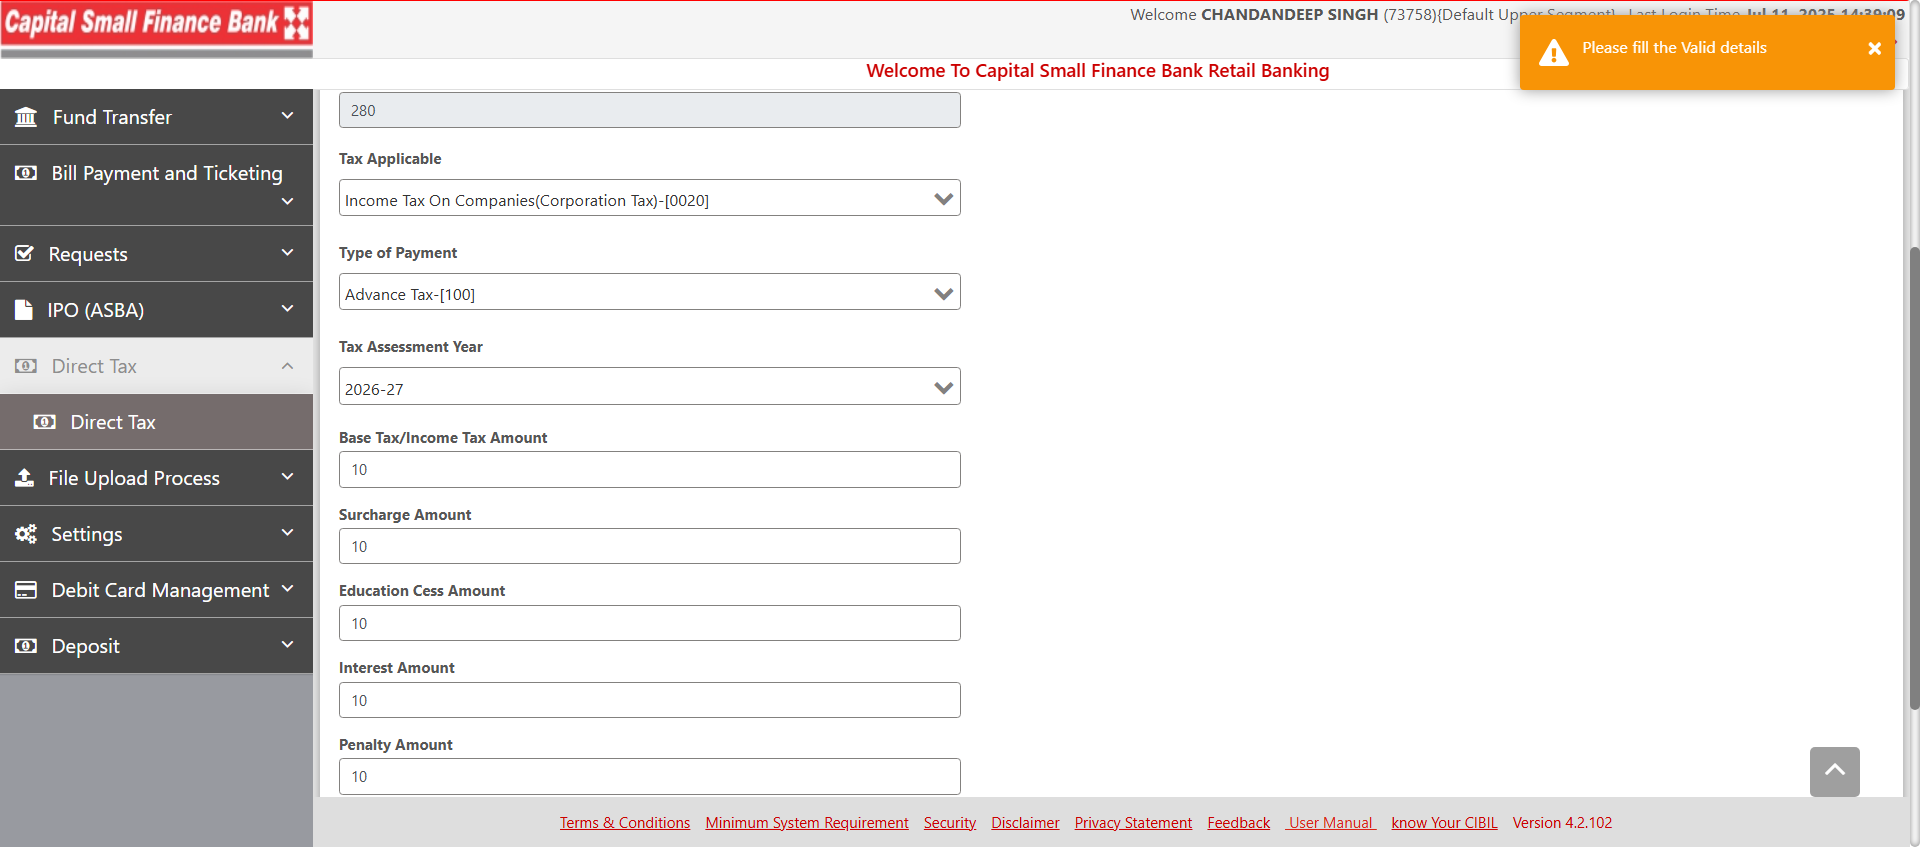 Capital Small Finance Bank
Welcome CHANDANDEEP SINGH (73758){Default Upper Segment} Last Login Time Jul 11, 2025 14:39:09
Please fill the Valid details
Welcome To Capital Small Finance Bank Retail Banking
Fund Transfer
Bill Payment and Ticketing
Requests
IPO (ASBA)
Direct Tax
Direct Tax
File Upload Process
Settings
Debit Card Management
Deposit
280
Tax Applicable
Income Tax On Companies(Corporation Tax)-[0020]
Type of Payment
Advance Tax-[100]
Tax Assessment Year
2026-27
Base Tax/Income Tax Amount
10
Surcharge Amount
10
Education Cess Amount
10
Interest Amount
10
Penalty Amount
10
Terms & Conditions Minimum System Requirement Security Disclaimer Privacy Statement Feedback User Manual know Your CIBIL Version 4.2.102